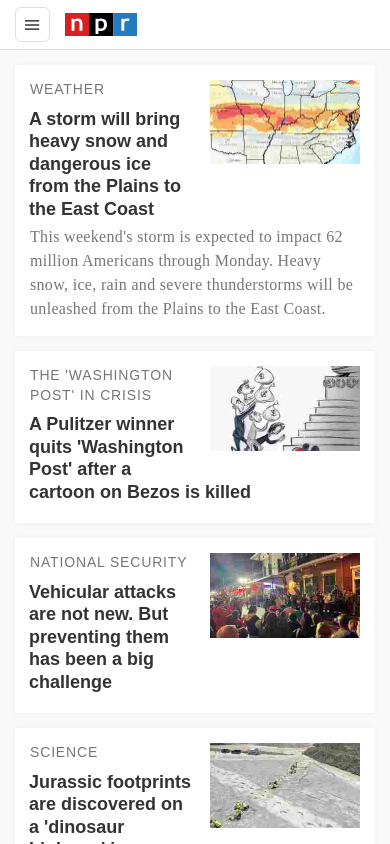 npr
WEATHER
A storm will bring
heavy snow and
dangerous ice
from the Plains to
the East Coast
This weekend's storm is expected to impact 62
million Americans through Monday. Heavy
snow, ice, rain and severe thunderstorms will be
unleashed from the Plains to the East Coast.
THE 'WASHINGTON
POST' IN CRISIS
A Pulitzer winner
quits 'Washington
Post' after a
cartoon on Bezos is killed
NATIONAL SECURITY
Vehicular attacks
are not new. But
preventing them
has been a big
challenge
SCIENCE
Jurassic footprints
are discovered on
a 'dinosaur